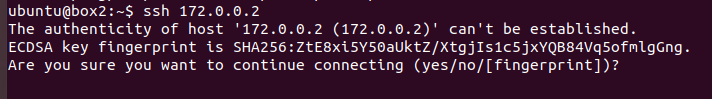 ubuntu@box2:~$ ssh 172.0.0.2
The authenticity of host '172.0.0.2 (172.0.0.2)' can't be established.
ECDSA key fingerprint is SHA256:ZtE8xi5Y50aUktZ/XtgjIs1c5jxYQB84Vq5ofmlgGng.
Are you sure you want to continue connecting (yes/no/[fingerprint])?